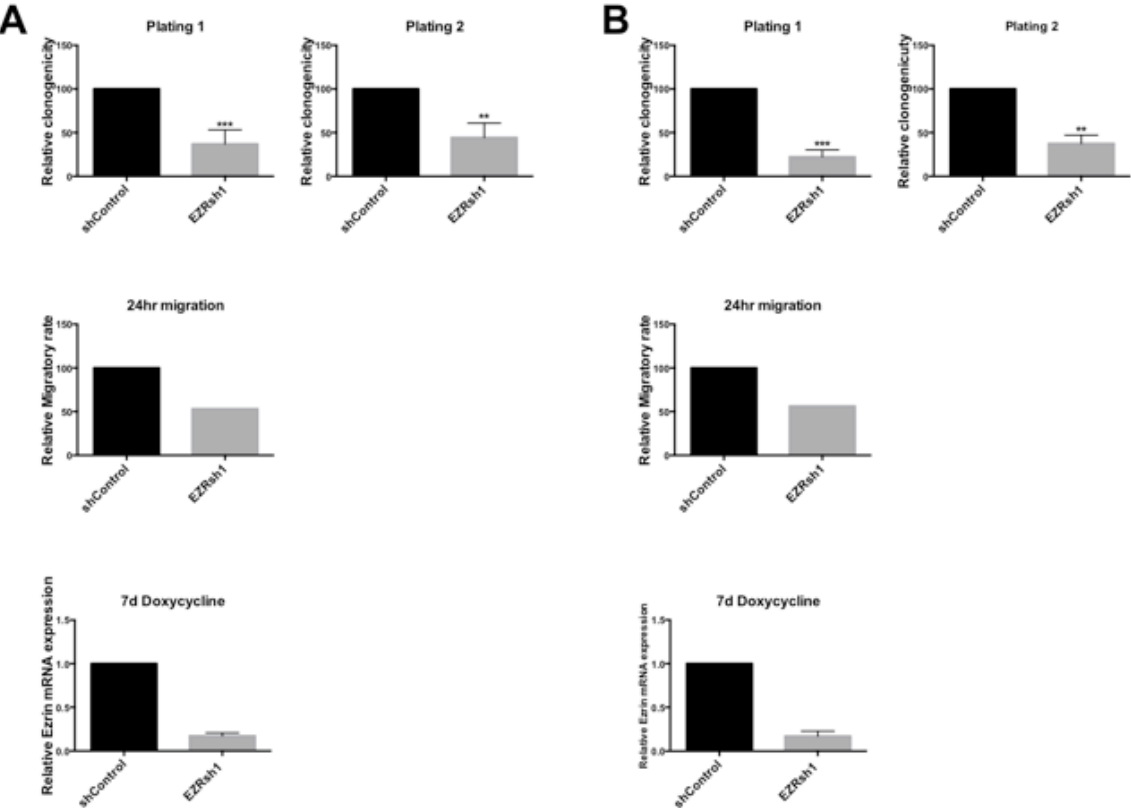 A
Plating 1
Relative clonogenicity
150
100
50
0
shControl
***
EZRsh1
Plating 2
Relative clonogenicity
150
100
50
0
shControl
**
EZRsh1
B
Plating 1
Relative clonogenicity
150
100
50
0
shControl
***
EZRsh1
Plating 2
Relative clonogenicuty
150
100
50
0
shControl
**
EZRsh1
24hr migration
Relative Migratory rate
150
100
50
0
shControl
EZRsh1
24hr migration
Relative Migratory rate
150
100
50
0
shControl
EZRsh1
7d Doxycycline
Relative Ezrin mRNA expression
1.5
1.0
0.5
0.0
shControl
EZRsh1
7d Doxycycline
Relative Ezrin mRNA expression
1.5
1.0
0.5
0.0
shControl
EZRsh1